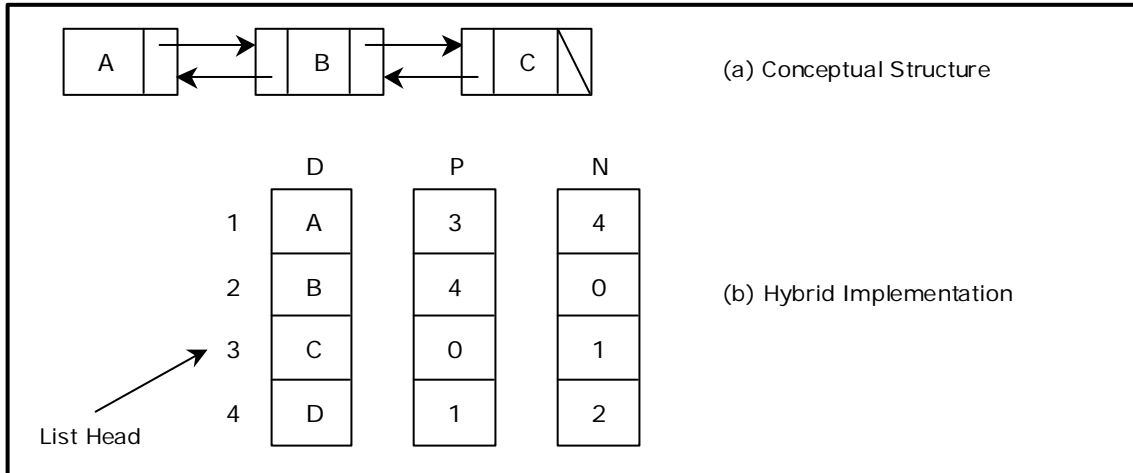 A B C (a) Conceptual Structure
D P N
1 A 3 4
2 B 4 0 (b) Hybrid Implementation
3 C 0 1
4 D 1 2
List Head